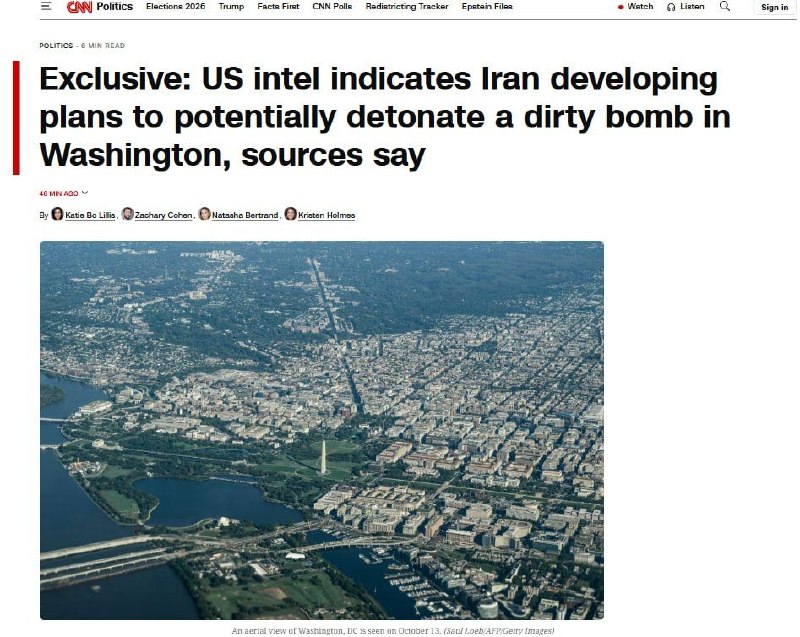 CNN Politics Elections 2026 Trump Facts First CNN Polls Redistricting Tracker Epstein Files Watch Listen Sign in
POLITICS · 6 MIN READ
Exclusive: US intel indicates Iran developing
plans to potentially detonate a dirty bomb in
Washington, sources say
46 MIN AGO
By Katie Bo Lillis, Zachary Cohen, Natasha Bertrand, Kristen Holmes
An aerial view of Washington, DC is seen on October 13. (Saul Loeb/AFP/Getty Images)